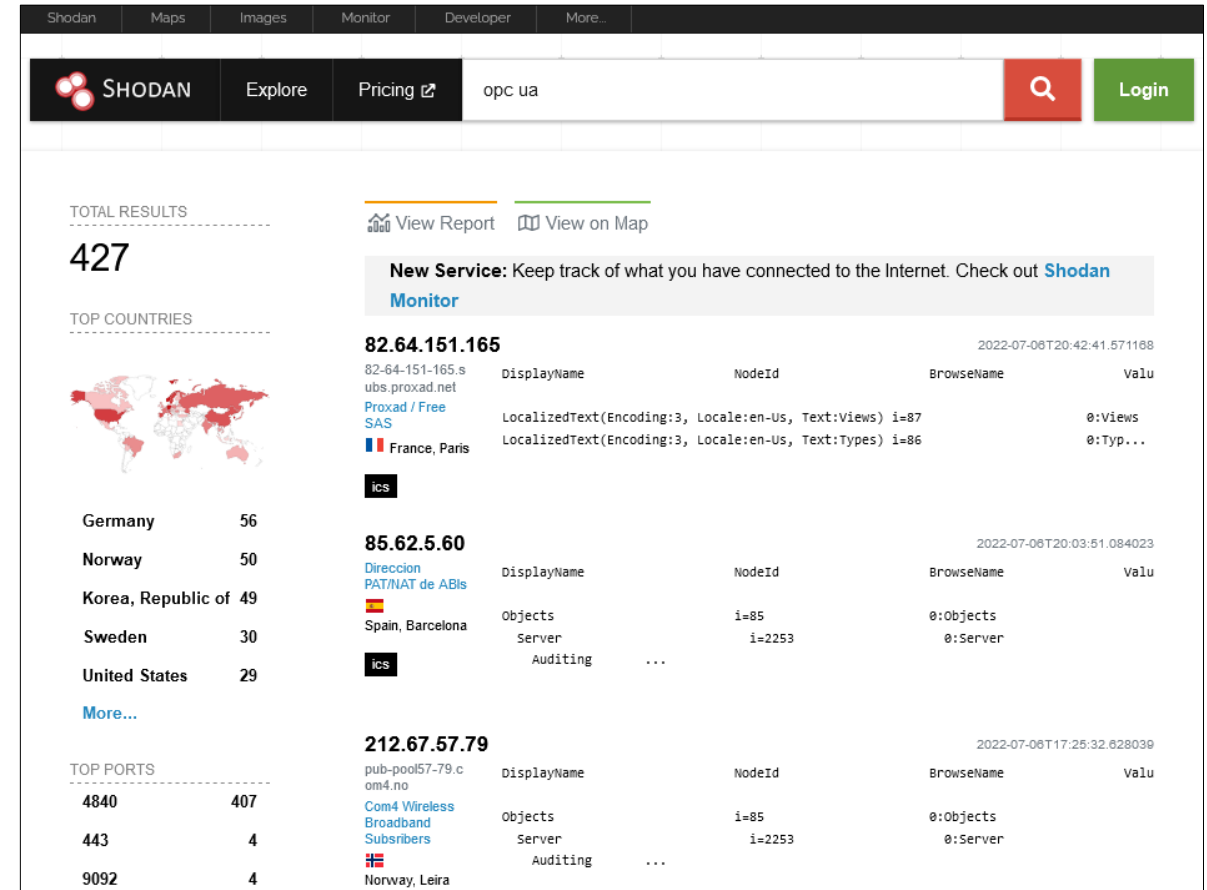 Shodan Maps Images Monitor Developer More...
SHODAN Explore Pricing opc ua Login
TOTAL RESULTS
427
TOP COUNTRIES
Germany 56
Norway 50
Korea, Republic of 49
Sweden 30
United States 29
More...
TOP PORTS
4840 407
443 4
9092 4
View Report View on Map
New Service: Keep track of what you have connected to the Internet. Check out Shodan
Monitor
82.64.151.165 2022-07-06T20:42:41.571168
82-64-151-165.s
ubs.proxad.net
Proxad / Free
SAS
France, Paris
ics
DisplayName NodeId BrowseName Valu
LocalizedText(Encoding:3, Locale:en-Us, Text:Views) i=87 0:Views
LocalizedText(Encoding:3, Locale:en-Us, Text:Types) i=86 0:Typ...
85.62.5.60 2022-07-06T20:03:51.084023
Direccion
PAT/NAT de ABIs
Spain, Barcelona
ics
DisplayName NodeId BrowseName Valu
Objects i=85 0:Objects
Server i=2253 0:Server
Auditing ...
212.67.57.79 2022-07-06T17:25:32.628039
pub-pool57-79.c
om4.no
Com4 Wireless
Broadband
Subsribers
Norway, Leira
DisplayName NodeId BrowseName Valu
Objects i=85 0:Objects
Server i=2253 0:Server
Auditing ...